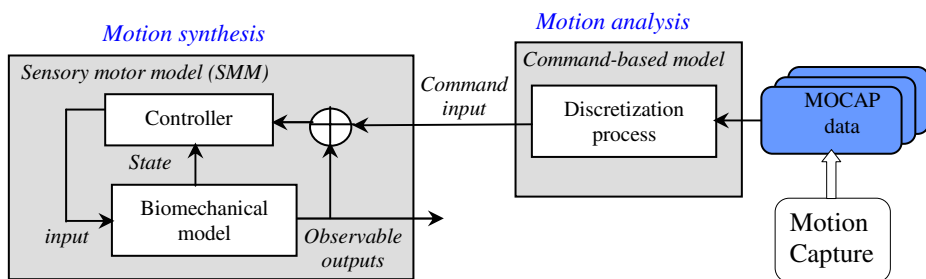 Motion synthesis
Motion analysis
Sensory motor model (SMM)
Controller
State
Biomechanical
model
input
Observable
outputs
Command
input
Command-based model
Discretization
process
MOCAP
data
Motion
Capture